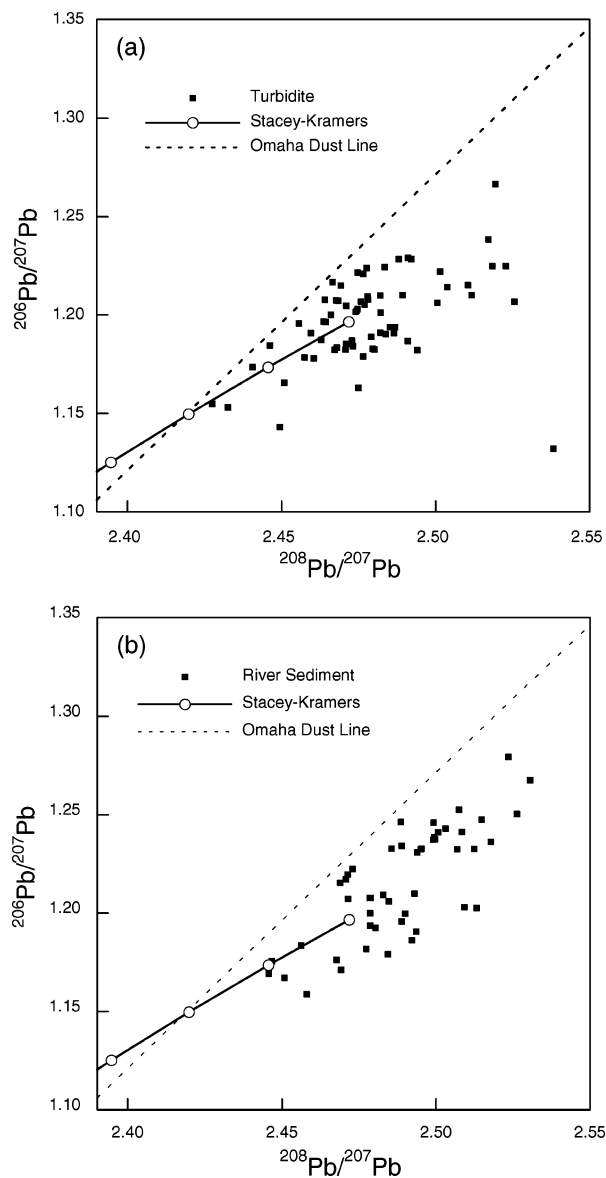 1.35
(a)
Turbidite
Stacey-Kramers
Omaha Dust Line
1.30
1.25
1.20
1.15
1.10
206Pb/207Pb
2.40 2.45 2.50 2.55
208Pb/207Pb
1.35
(b)
River Sediment
Stacey-Kramers
Omaha Dust Line
1.30
1.25
1.20
1.15
1.10
206Pb/207Pb
2.40 2.45 2.50 2.55
208Pb/207Pb